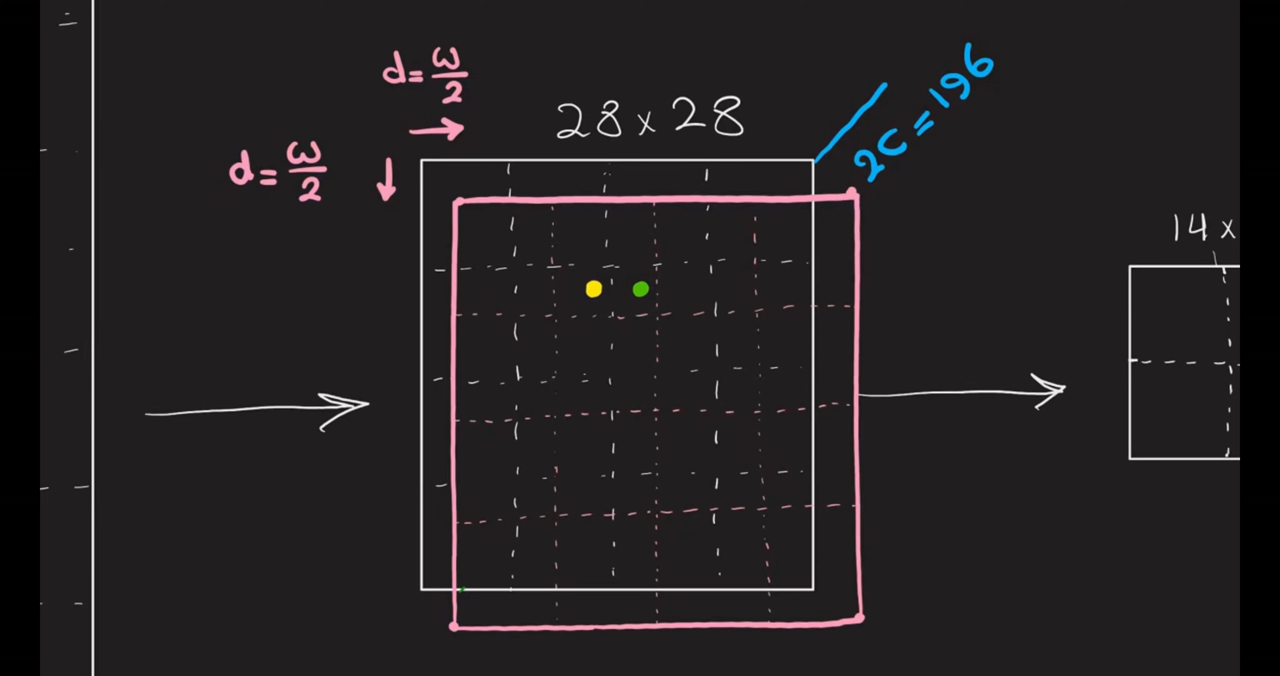 d = ω/2
28 x 28
2C = 196
d = ω/2
14 x